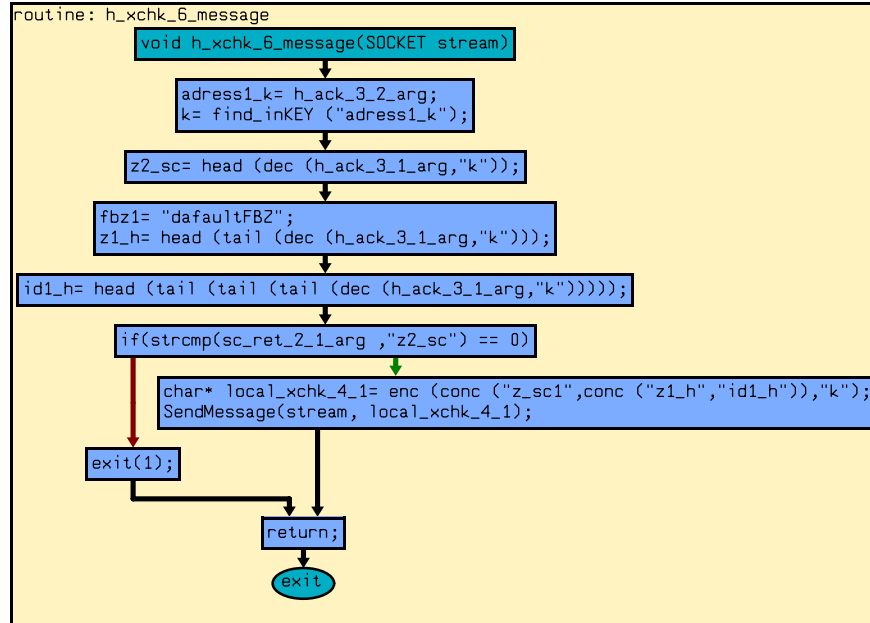 routine: h_xchk_6_message
void h_xchk_6_message(SOCKET stream)
adress1_k= h_ack_3_2_arg;
k= find_inKEY ("adress1_k");
z2_sc= head (dec (h_ack_3_1_arg,"k"));
fbz1= "dafaultFBZ";
z1_h= head (tail (dec (h_ack_3_1_arg,"k")));
id1_h= head (tail (tail (tail (dec (h_ack_3_1_arg,"k")))));
if(strcmp(sc_ret_2_1_arg ,"z2_sc") == 0)
char* local_xchk_4_1= enc (conc ("z_sc1",conc ("z1_h","id1_h")),"k");
SendMessage(stream, local_xchk_4_1);
exit(1);
return;
exit